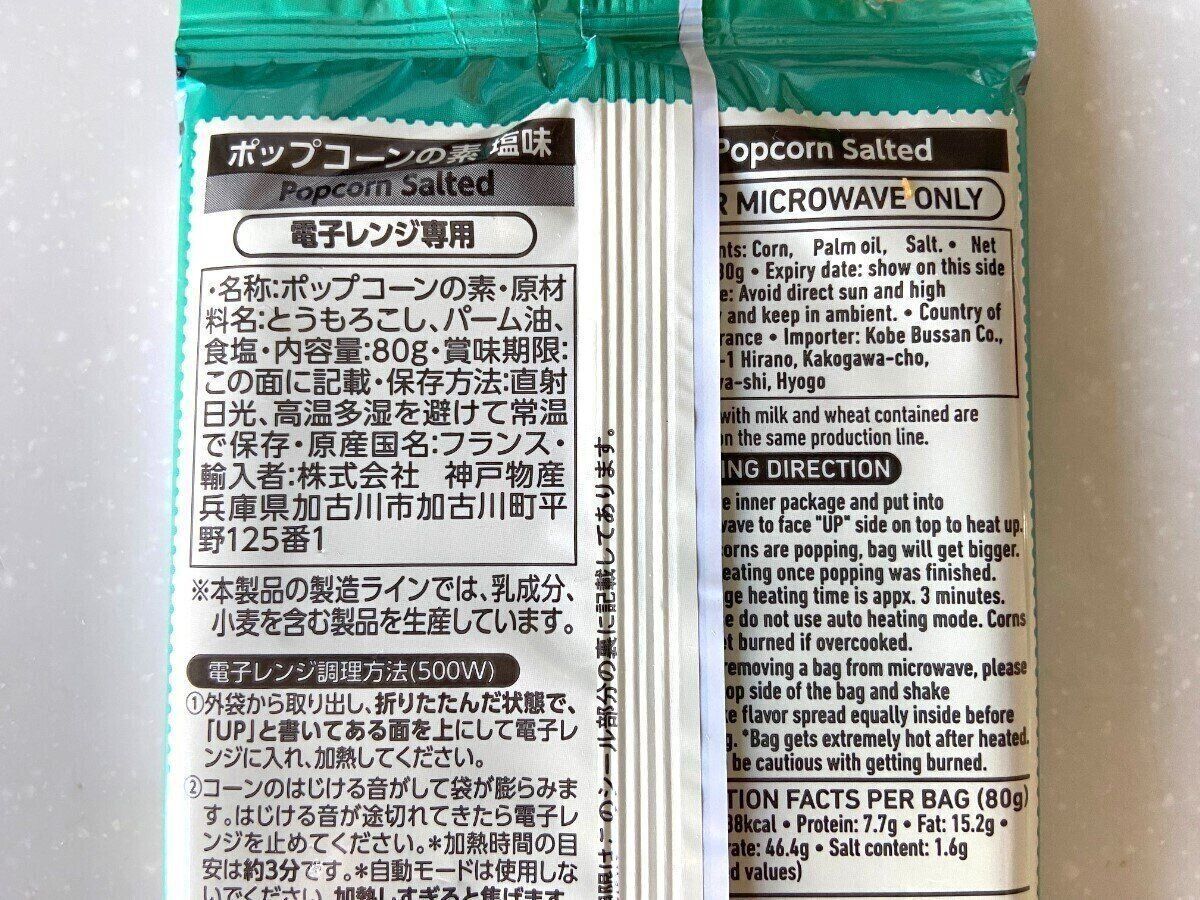 ポップコーンの素 塩味
Popcorn Salted
電子レンジ専用
・名称:ポップコーンの素・原材
料名:とうもろこし、パーム油、
食塩・内容量:80g・賞味期限:
この面に記載・保存方法:直射
日光、高温多湿を避けて常温
で保存・原産国名:フランス・
輸入者:株式会社 神戸物産
兵庫県加古川市加古川町平
野125番1
※本製品の製造ラインでは、乳成分、
小麦を含む製品を生産しています。
電子レンジ調理方法(500W)
①外袋から取り出し、折りたたんだ状態で、
「UP」と書いてある面を上にして電子レ
ンジに入れ、加熱してください。
②コーンのはじける音がして袋が膨らみま
す。はじける音が途切れてきたら電子レ
ンジを止めてください。*加熱時間の目
安は約3分です。*自動モードは使用しな
いでください。加熱しすぎると焦げます。
限は、このシール部分の裏に記載してあります。
Popcorn Salted
MICROWAVE ONLY
Corn, Palm oil, Salt. • Net
• Expiry date: show on this side
Avoid direct sun and high
and keep in ambient. • Country of
• Importer: Kobe Bussan Co.,
-1 Hirano, Kakogawa-cho,
Hyogo
with milk and wheat contained are
on the same production line.
DIRECTION
inner package and put into
to face "UP" side on top to heat up.
are popping, bag will get bigger.
once popping was finished.
heating time is appx. 3 minutes.
do not use auto heating mode. Corns
burned if overcooked.
a bag from microwave, please
side of the bag and shake
flavor spread equally inside before
*Bag gets extremely hot after heated.
be cautious with getting burned.
FACTS PER BAG (80g)
38kcal • Protein: 7.7g • Fat: 15.2g •
46.4g • Salt content: 1.6g
values)